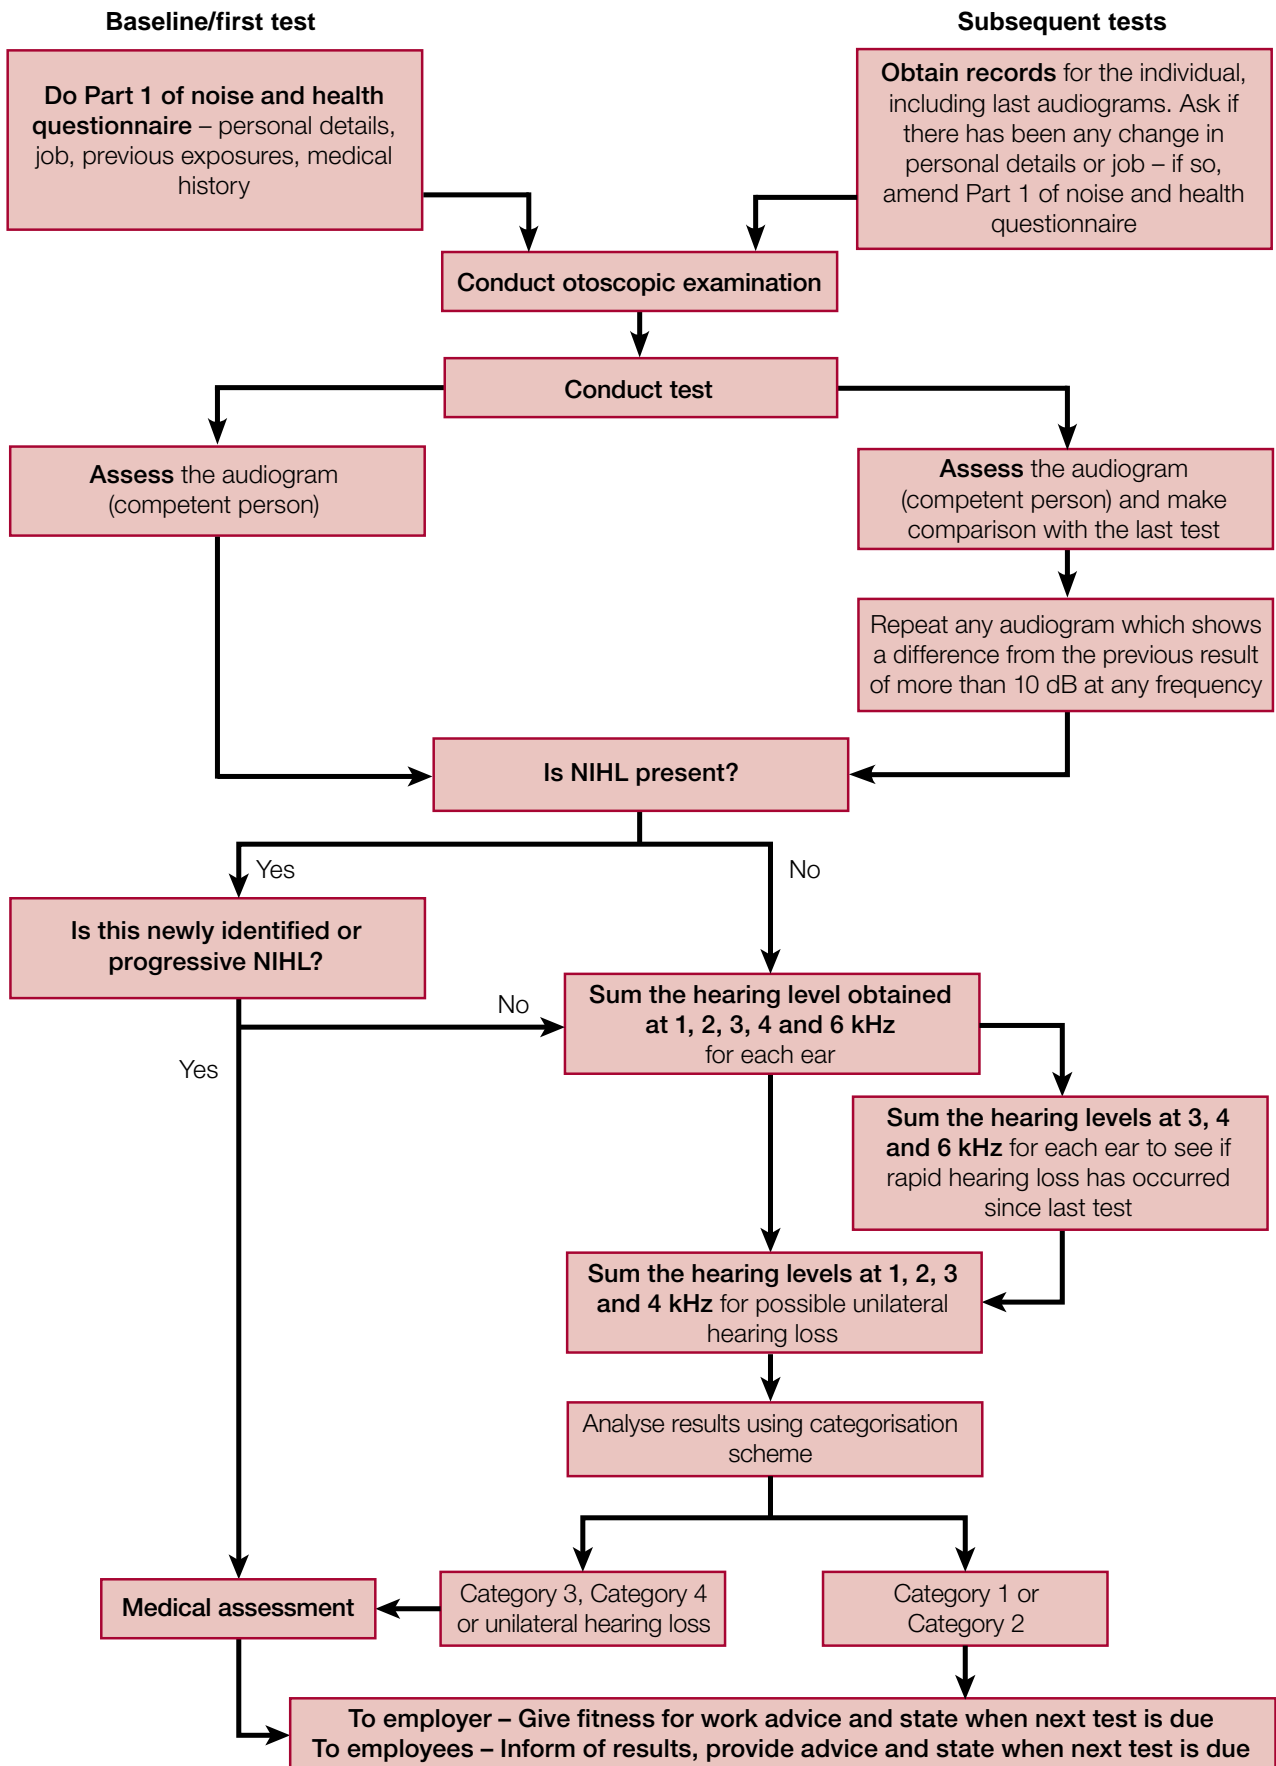 Baseline/first test
Subsequent tests
Do Part 1 of noise and health
questionnaire – personal details,
job, previous exposures, medical
history
Obtain records for the individual,
including last audiograms. Ask if
there has been any change in
personal details or job – if so,
amend Part 1 of noise and health
questionnaire
Conduct otoscopic examination
Conduct test
Assess the audiogram
(competent person)
Assess the audiogram
(competent person) and make
comparison with the last test
Repeat any audiogram which shows
a difference from the previous result
of more than 10 dB at any frequency
Is NIHL present?
Yes
No
Is this newly identified or
progressive NIHL?
No
Yes
Sum the hearing level obtained
at 1, 2, 3, 4 and 6 kHz
for each ear
Sum the hearing levels at 3, 4
and 6 kHz for each ear to see if
rapid hearing loss has occurred
since last test
Sum the hearing levels at 1, 2, 3
and 4 kHz for possible unilateral
hearing loss
Analyse results using categorisation
scheme
Medical assessment
Category 3, Category 4
or unilateral hearing loss
Category 1 or
Category 2
To employer – Give fitness for work advice and state when next test is due
To employees – Inform of results, provide advice and state when next test is due